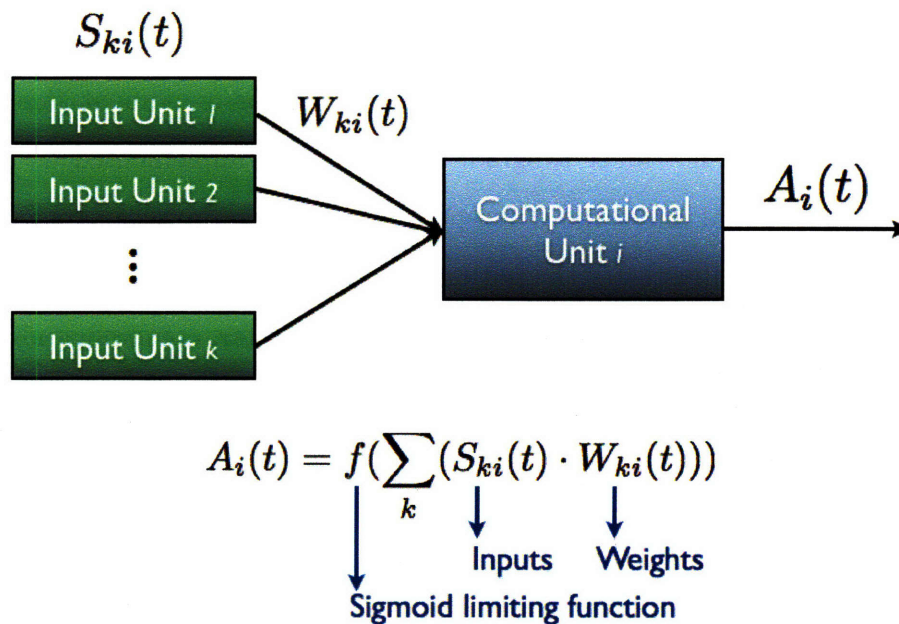 S_{ki}(t)
Input Unit 1
W_{ki}(t)
Input Unit 2
Computational
Unit i
A_i(t)
⋮
Input Unit k
A_i(t) = f(∑_k(S_{ki}(t) · W_{ki}(t)))
Inputs Weights
Sigmoid limiting function